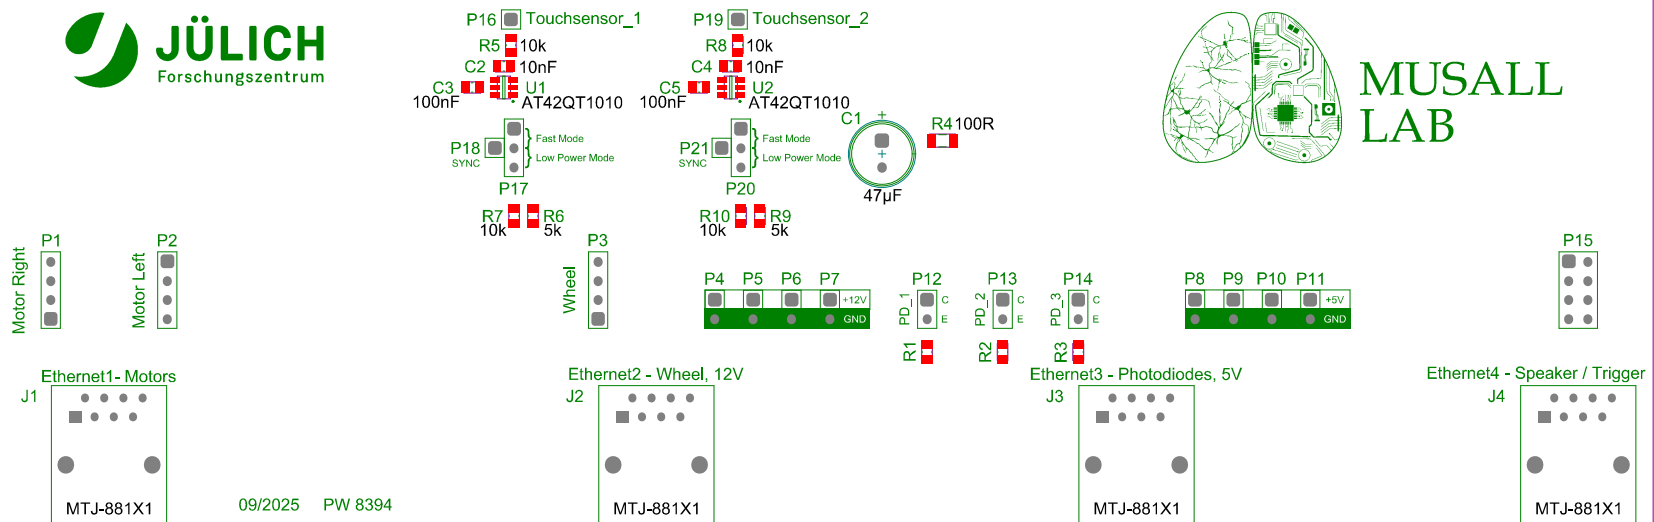 JÜLICH
Forschungszentrum
P16 Touchsensor_1
R5 10k
C2 10nF
C3 U1
100nF AT42QT1010
Fast Mode
P18 Low Power Mode
SYNC
P17
R7 R6
10k 5k
P19 Touchsensor_2
R8 10k
C4 10nF
C5 U2
100nF AT42QT1010
Fast Mode
P21 Low Power Mode
SYNC
P20
R10 R9
10k 5k
C1 +
+
47µF
R4 100R
MUSALL
LAB
P1
Motor Right
P2
Motor Left
P3
Wheel
P4 P5 P6 P7
+12V
GND
P12
PD_1 C
E
R1
P13
PD_2 C
E
R2
P14
PD_3 C
E
R3
P8 P9 P10 P11
+5V
GND
P15
Ethernet1- Motors
J1
MTJ-881X1
09/2025 PW 8394
Ethernet2 - Wheel, 12V
J2
MTJ-881X1
Ethernet3 - Photodiodes, 5V
J3
MTJ-881X1
Ethernet4 - Speaker / Trigger
J4
MTJ-881X1